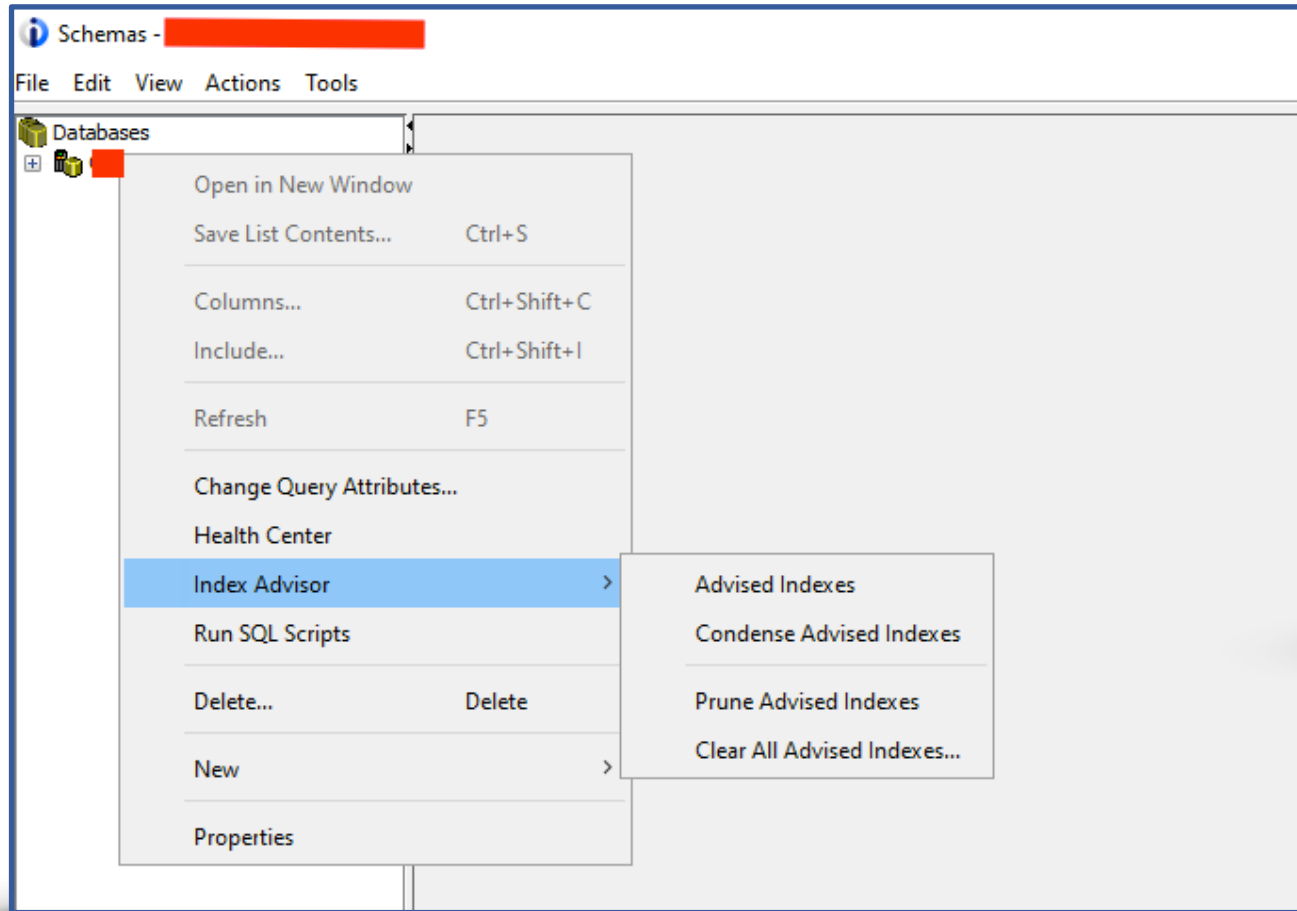 Schemas -
File Edit View Actions Tools
Databases
Open in New Window
Save List Contents... Ctrl+S
Columns... Ctrl+Shift+C
Include... Ctrl+Shift+I
Refresh F5
Change Query Attributes...
Health Center
Index Advisor
Run SQL Scripts
Delete... Delete
New
Properties
Advised Indexes
Condense Advised Indexes
Prune Advised Indexes
Clear All Advised Indexes...